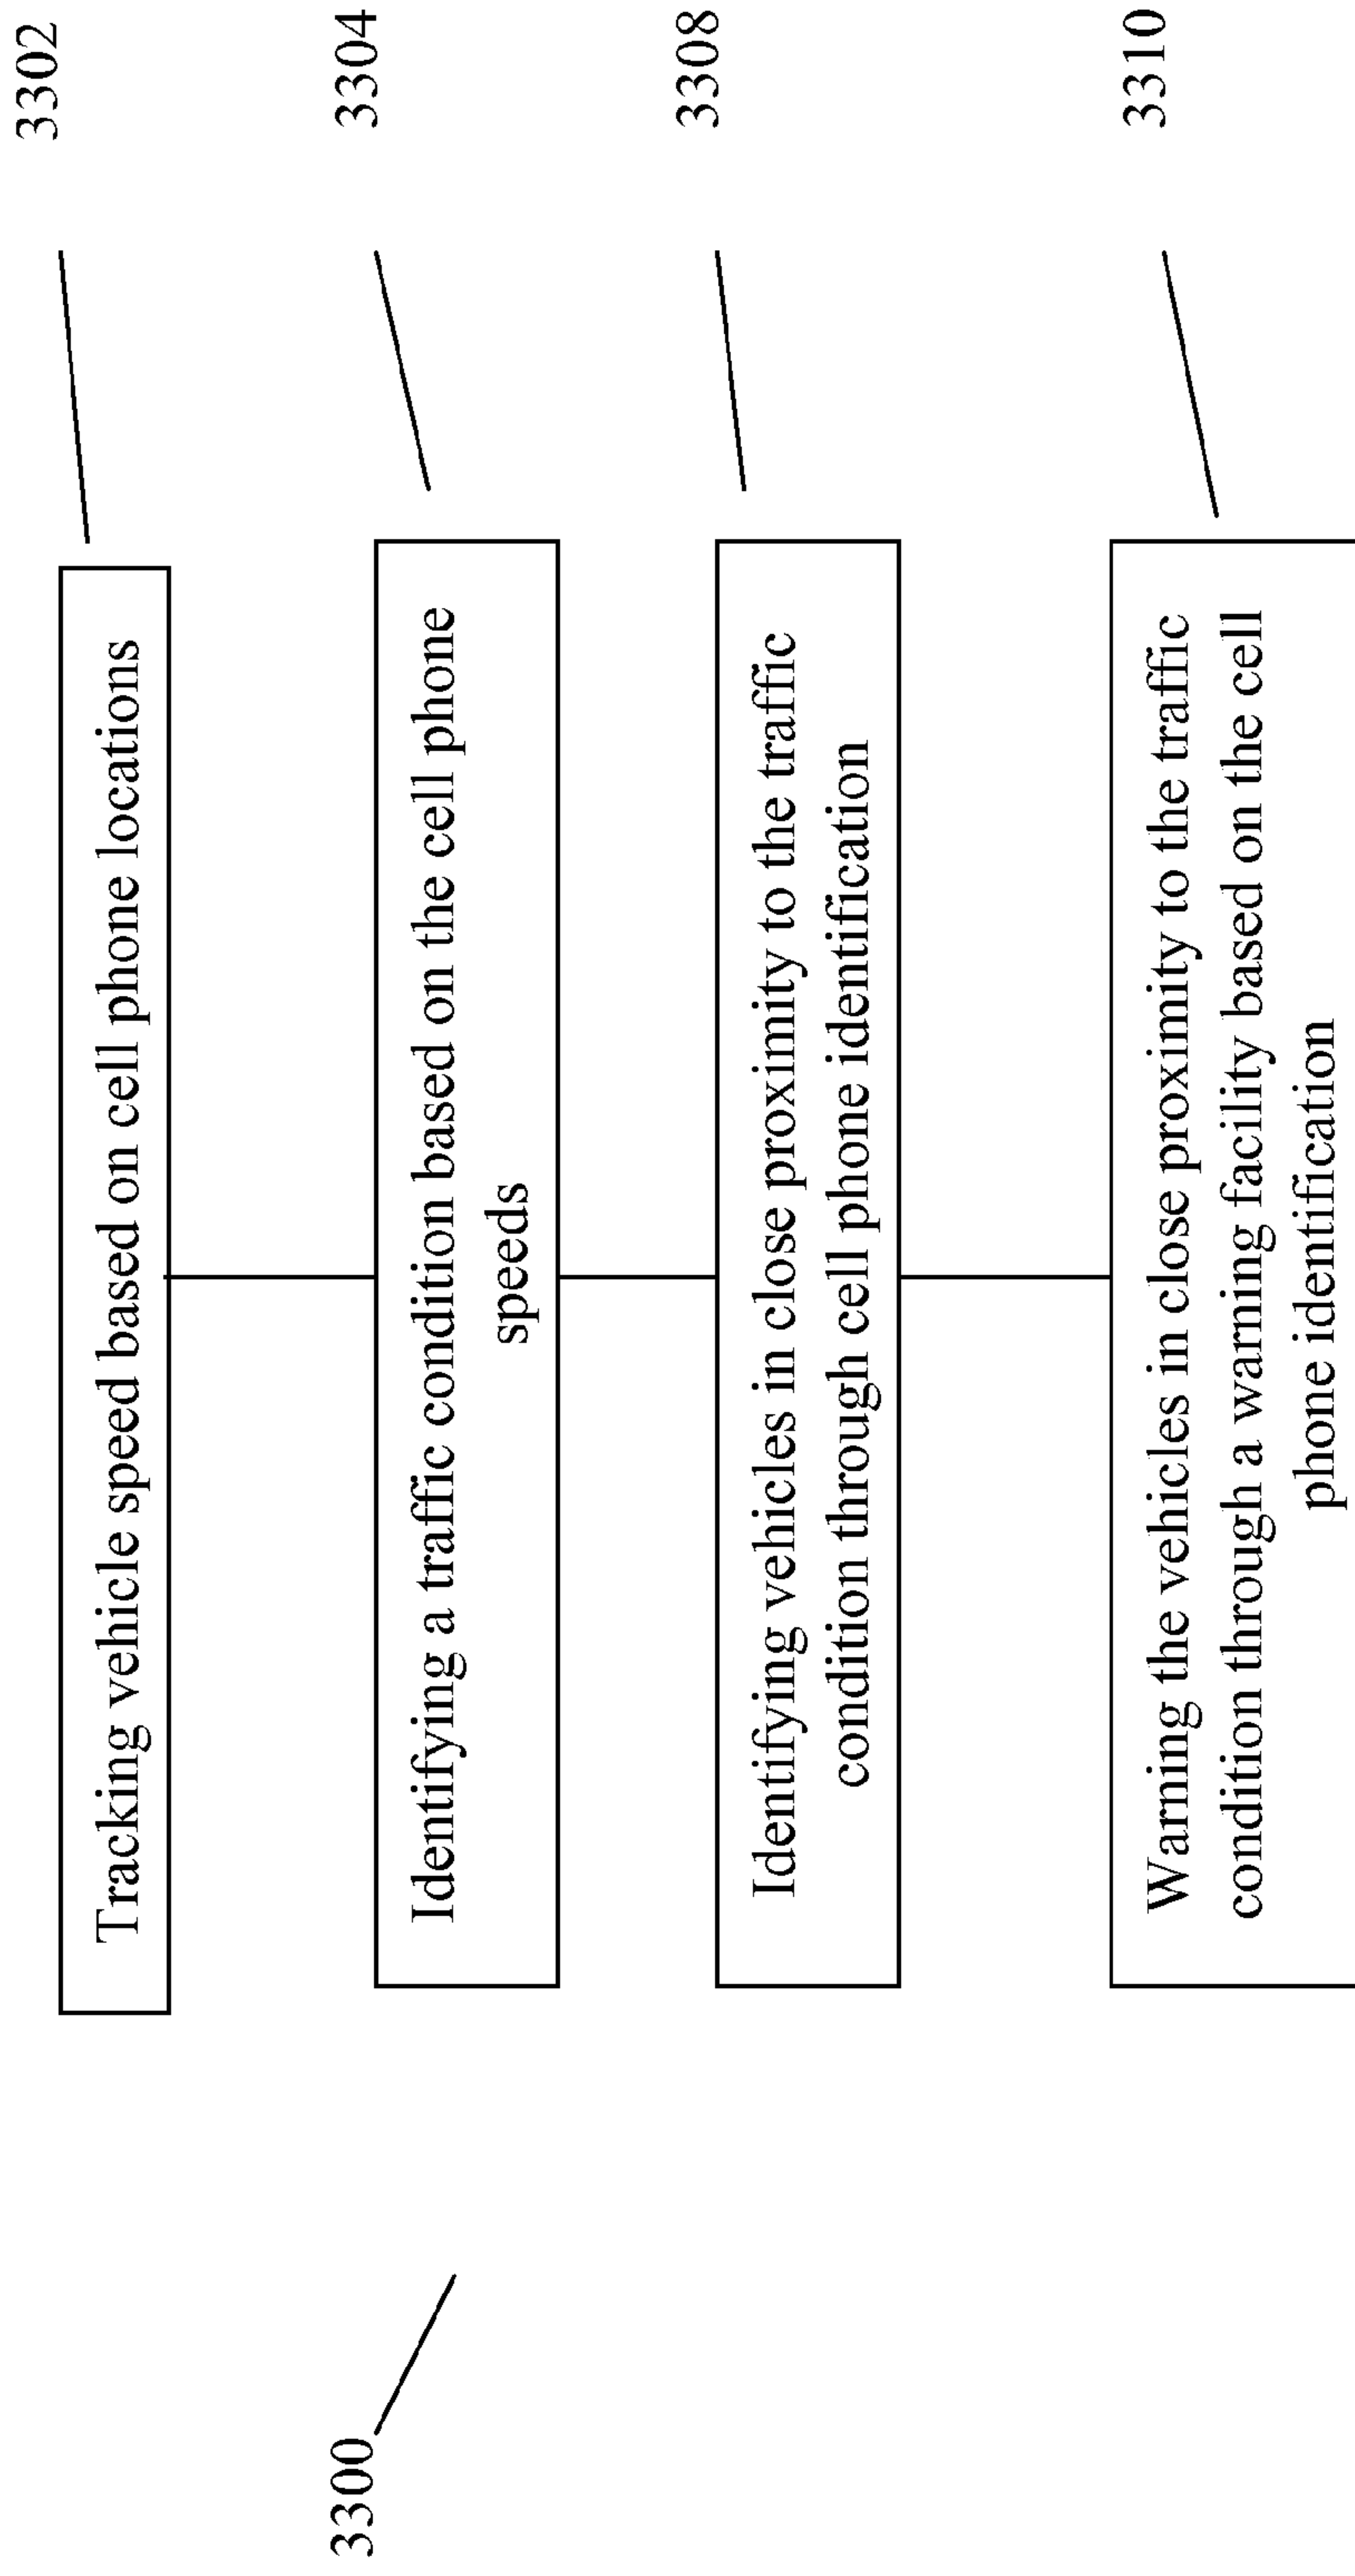 3302
Tracking vehicle speed based on cell phone locations
3304
Identifying a traffic condition based on the cell phone
speeds
3300
3308
Identifying vehicles in close proximity to the traffic
condition through cell phone identification
3310
Warning the vehicles in close proximity to the traffic
condition through a warning facility based on the cell
phone identification